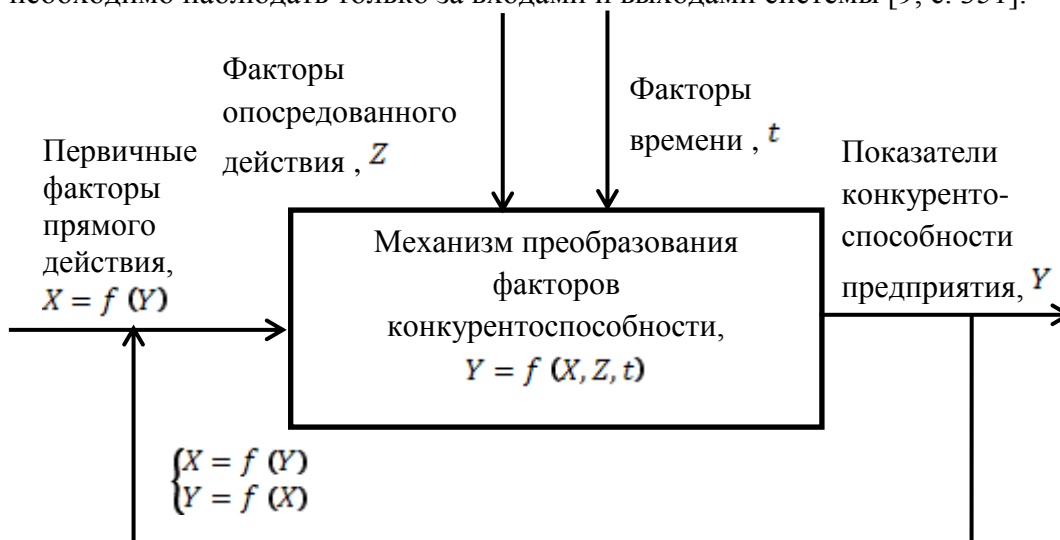 необходимо наблюдать только за входами и выходами системы [9, с. 351].
Факторы
опосредованного
действия , Z
Факторы
времени , t
Первичные
факторы
прямого
действия,
X = f (Y)
Показатели
конкуренто-
способности
предприятия, Y
Механизм преобразования
факторов
конкурентоспособности,
Y = f (X, Z, t)
{X = f (Y)
Y = f (X)